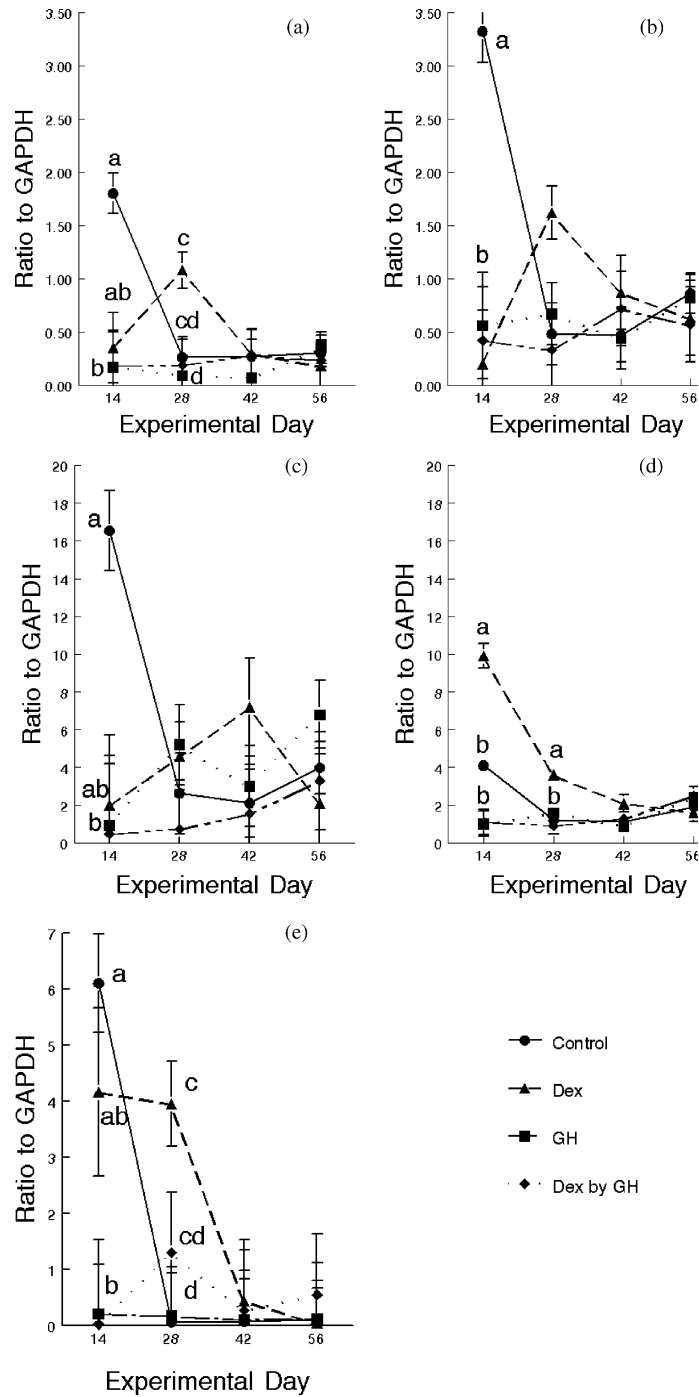 (a)
3.50
3.00
2.50
2.00
1.50
1.00
0.50
0.00
Ratio to GAPDH
a
ab
b
c
cd
d
14 28 42 56
Experimental Day
(b)
3.50
3.00
2.50
2.00
1.50
1.00
0.50
0.00
Ratio to GAPDH
a
b
14 28 42 56
Experimental Day
(c)
20
18
16
14
12
10
8
6
4
2
0
Ratio to GAPDH
a
ab
b
14 28 42 56
Experimental Day
(d)
20
18
16
14
12
10
8
6
4
2
0
Ratio to GAPDH
a
b
b
a
b
14 28 42 56
Experimental Day
(e)
7
6
5
4
3
2
1
0
Ratio to GAPDH
a
ab
b
c
cd
d
14 28 42 56
Experimental Day
Control
Dex
GH
Dex by GH